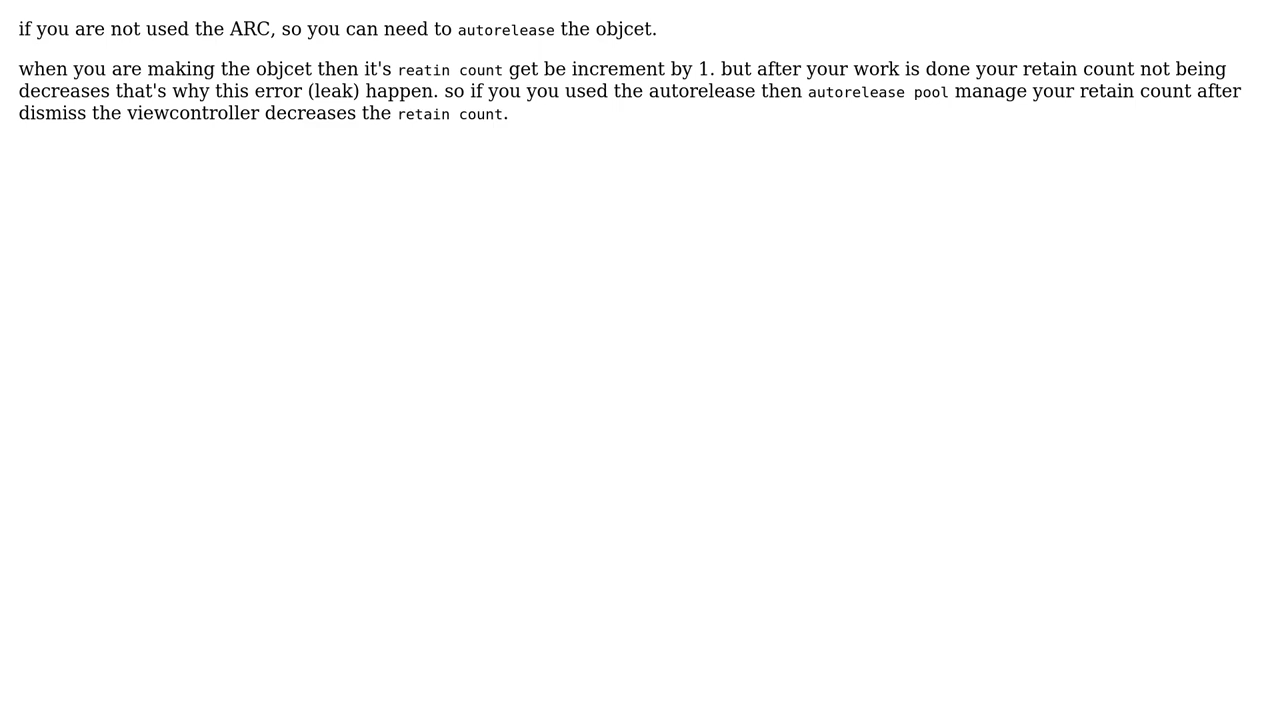 if you are not used the ARC, so you can need to autorelease the objcet.
when you are making the objcet then it's reatin count get be increment by 1. but after your work is done your retain count not being
decreases that's why this error (leak) happen. so if you you used the autorelease then autorelease pool manage your retain count after
dismiss the viewcontroller decreases the retain count.